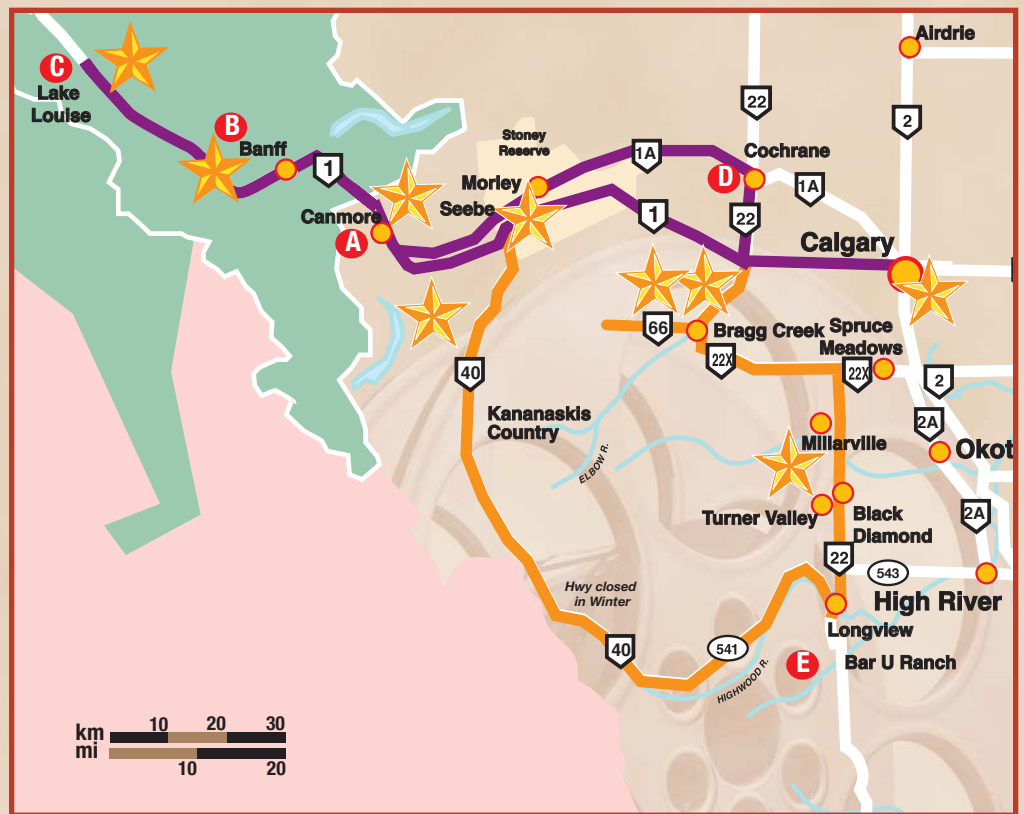 Airdrie
C
Lake
Louise
22
2
B
Banff
1
Stoney
Reserve
1A
Cochrane
Morley
D
1A
Canmore
Seebe
1
22
A
Calgary
66
Bragg Creek
Spruce
Meadows
22X
22X
2
40
Kananaskis
Country
2A
ELBOW R.
Millarville
Okot
Turner Valley
Black
Diamond
2A
22
543
Hwy closed
in Winter
High River
Longview
40
541
E
Bar U Ranch
HIGHWOOD R.
km
10
20
30
mi
10
20